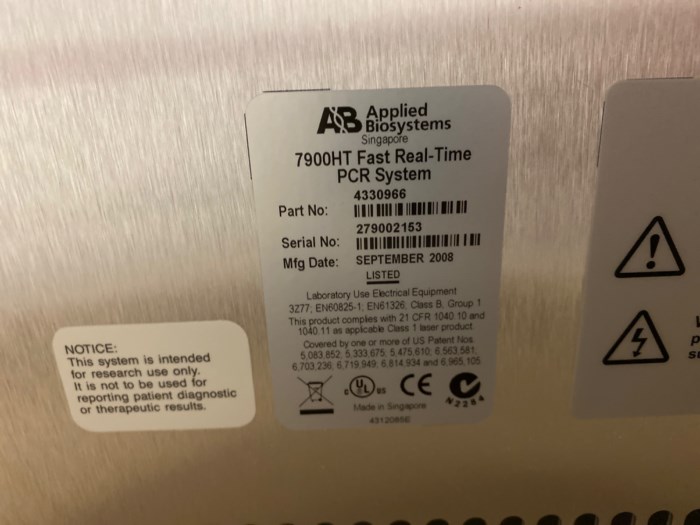 AB Applied
Biosystems
Singapore
7900HT Fast Real-Time
PCR System
4330966
Part No:
279002153
Serial No:
Mfg Date: SEPTEMBER 2008
LISTED
Laboratory Use Electrical Equipment
3Z77, EN60825-1, EN61326, Class B, Group 1
This product complies with 21 CFR 1040.10 and
1040.11 as applicable Class 1 laser product.
Covered by one or more of US Patent Nos.
5,083,852, 5,333,675, 5,475,610, 6,563,581,
6,703,236, 6,719,949, 6,814,934 and 6,965,105
c UL US CE N2284
Made in Singapore
NOTICE:
This system is intended
for research use only.
It is not to be used for
reporting patient diagnostic
or therapeutic results.